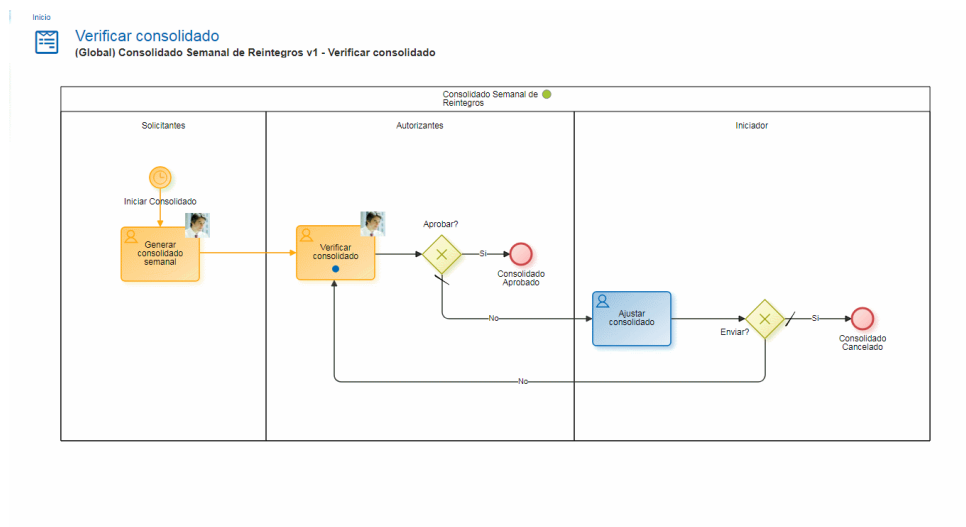 Inicio
Verificar consolidado
(Global) Consolidado Semanal de Reintegros v1 - Verificar consolidado
Consolidado Semanal de
Reintegros
Solicitantes
Autorizantes
Iniciador
Iniciar Consolidado
Generar
consolidado
semanal
Verificar
consolidado
Aprobar?
Si
Consolidado
Aprobado
No
Ajustar
consolidado
Enviar?
Si
Consolidado
Cancelado
No